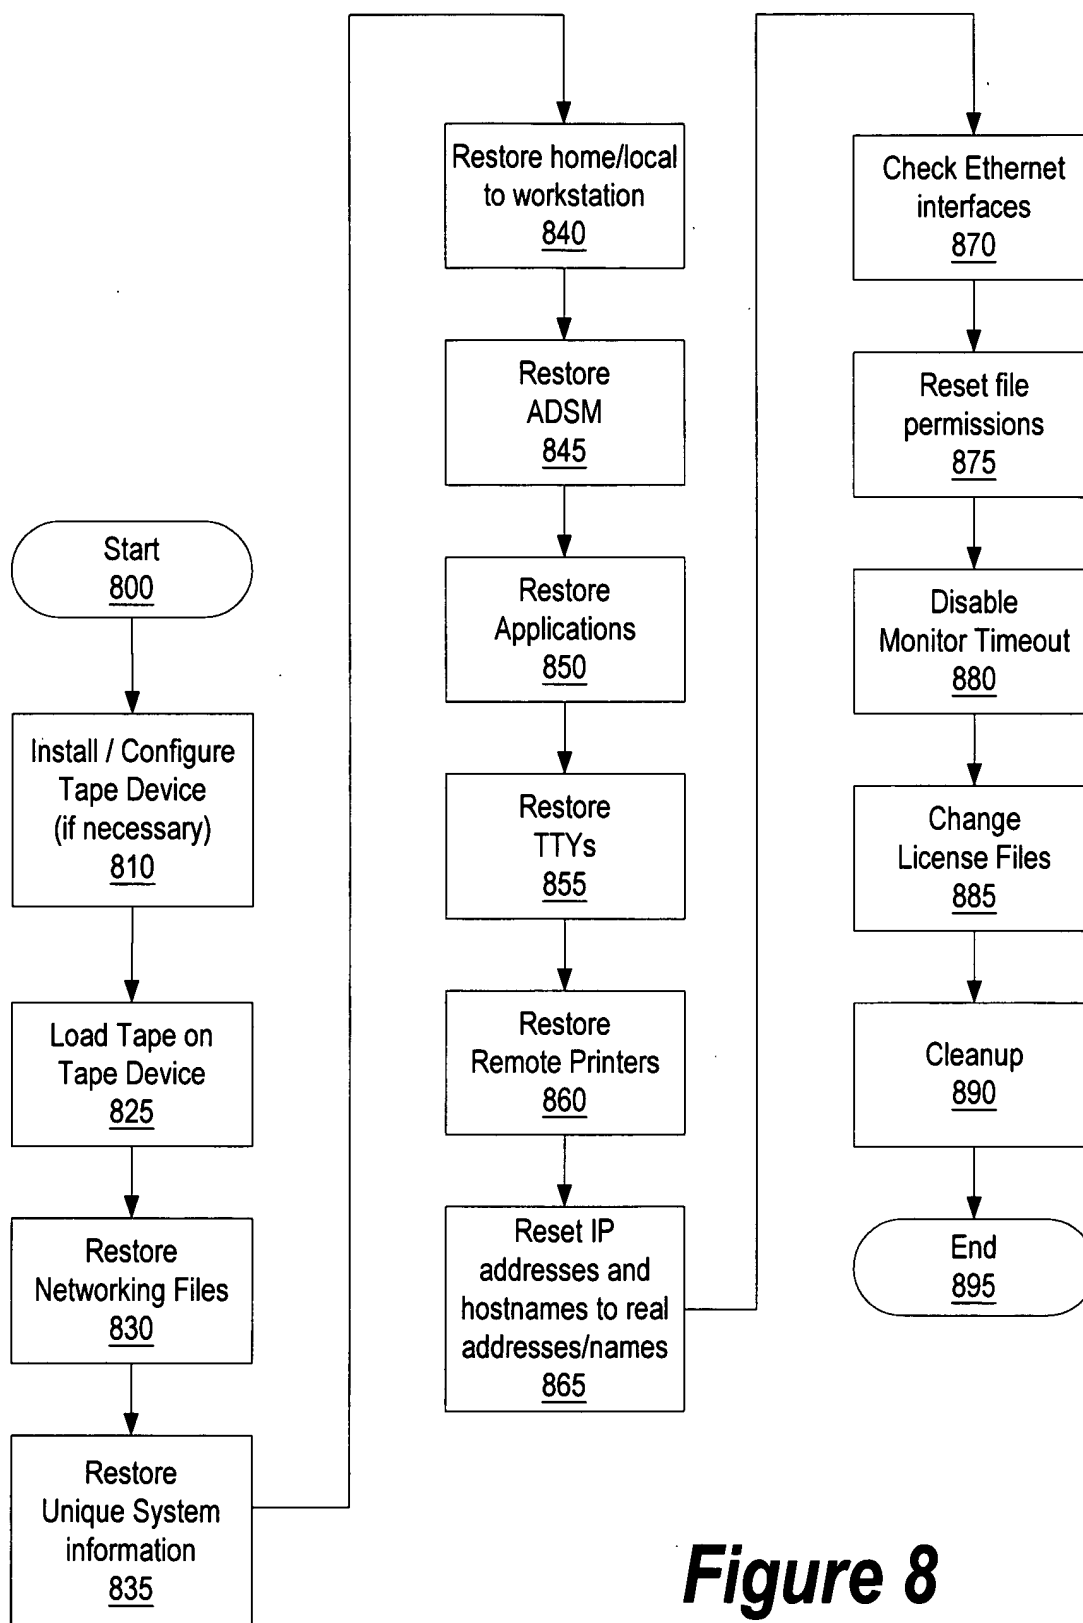 Start
800
Install / Configure
Tape Device
(if necessary)
810
Load Tape on
Tape Device
825
Restore
Networking Files
830
Restore
Unique System
information
835
Restore home/local
to workstation
840
Restore
ADSM
845
Restore
Applications
850
Restore
TTYs
855
Restore
Remote Printers
860
Reset IP
addresses and
hostnames to real
addresses/names
865
Check Ethernet
interfaces
870
Reset file
permissions
875
Disable
Monitor Timeout
880
Change
License Files
885
Cleanup
890
End
895
Figure 8